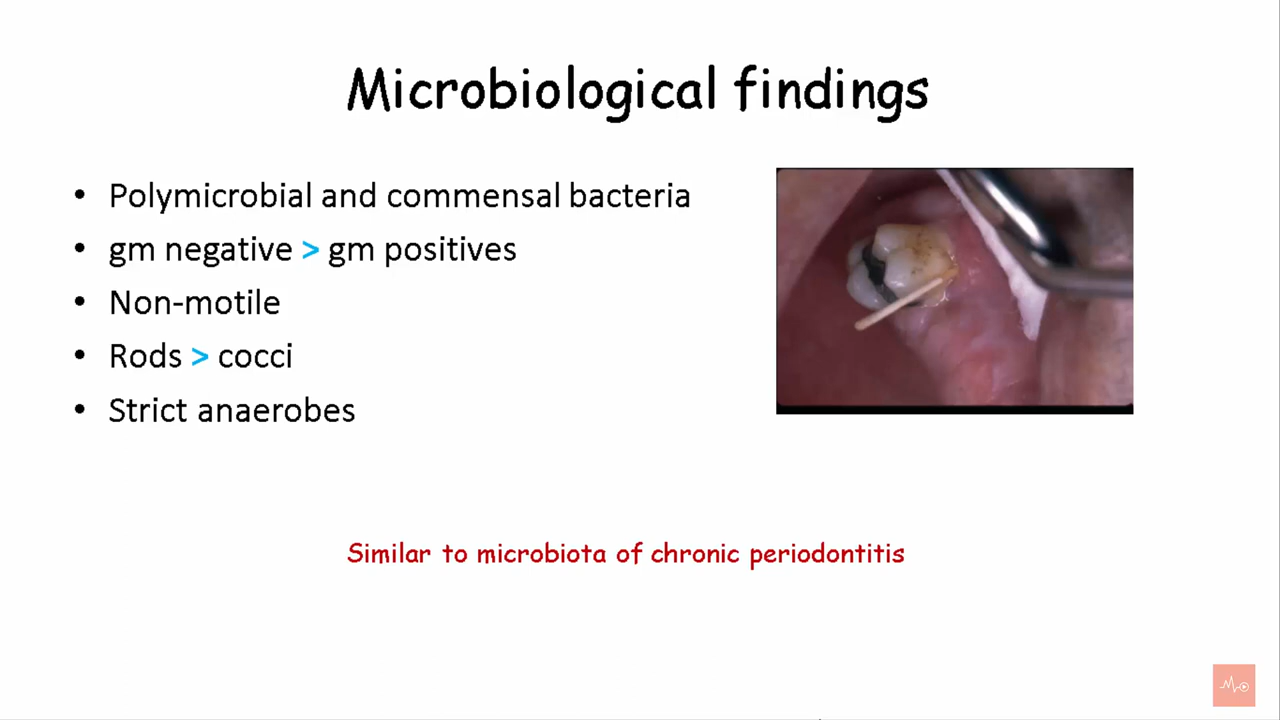 Microbiological findings
• Polymicrobial and commensal bacteria
• gm negative > gm positives
• Non-motile
• Rods > cocci
• Strict anaerobes
Similar to microbiota of chronic periodontitis